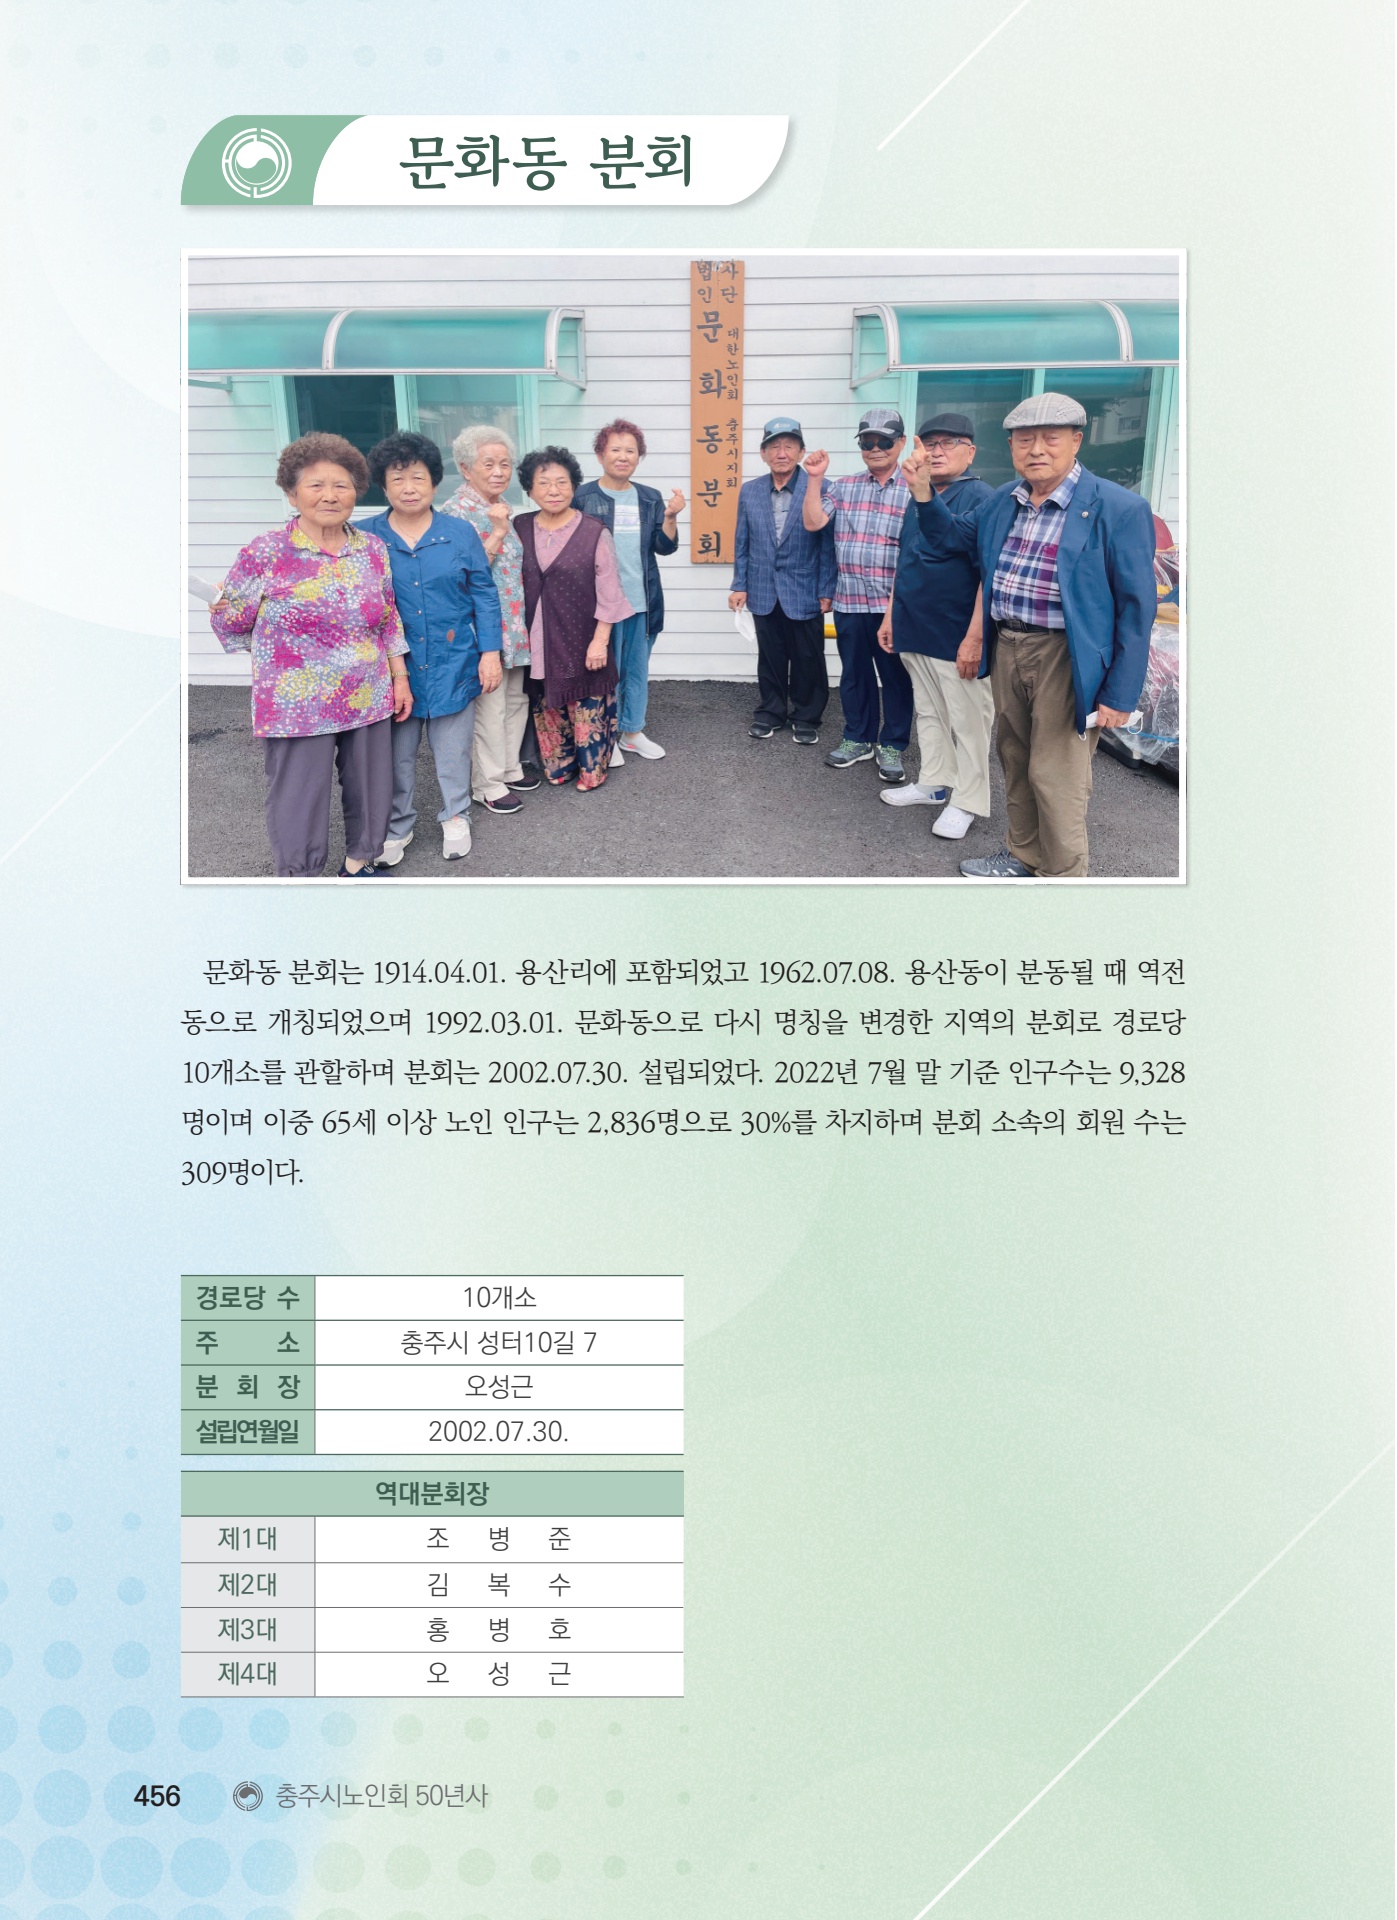 문화동 분회
사단
법인
대한노인회 충주시지회
문화동분회
문화동 분회는 1914.04.01. 용산리에 포함되었고 1962.07.08. 용산동이 분동될 때 역전
동으로 개칭되었으며 1992.03.01. 문화동으로 다시 명칭을 변경한 지역의 분회로 경로당
10개소를 관할하며 분회는 2002.07.30. 설립되었다. 2022년 7월 말 기준 인구수는 9,328
명이며 이중 65세 이상 노인 인구는 2,836명으로 30%를 차지하며 분회 소속의 회원 수는
309명이다.
경로당 수 10개소
주 소 충주시 성터10길 7
분 회 장 오성근
설립연월일 2002.07.30.
역대분회장
제1대 조 병 준
제2대 김 복 수
제3대 홍 병 호
제4대 오 성 근
456 충주시노인회 50년사